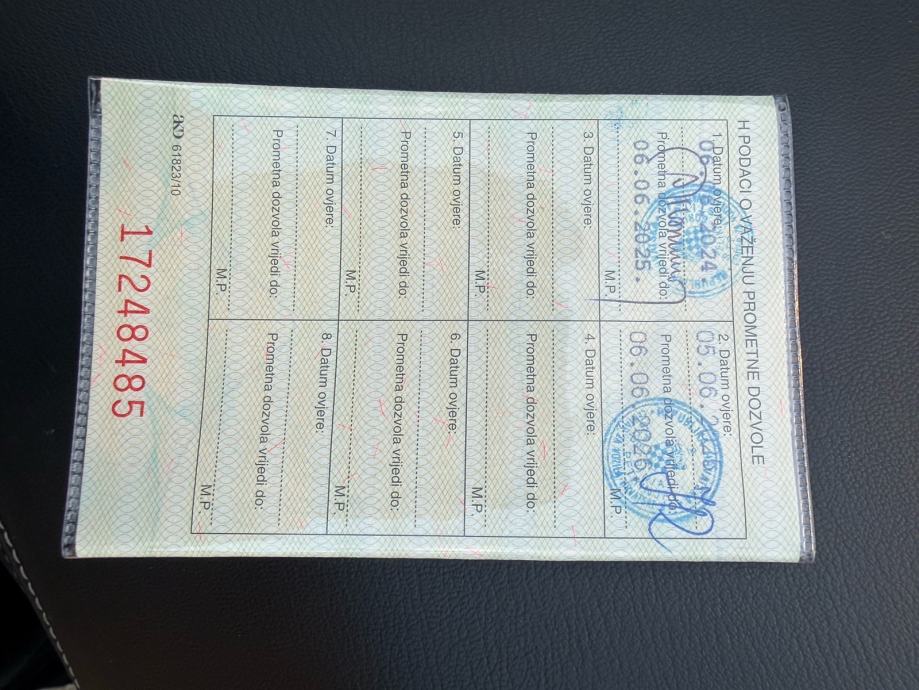 H PODACI O VAŽENJU PROMETNE DOZVOLE
1. Datum ovjere:
06.06.2024
Prometna dozvola vrijedi do:
06.06.2025.
M.P.
2. Datum ovjere:
05.06.
Prometna dozvola vrijedi do:
06.06.2026
M.P.
3. Datum ovjere:
Prometna dozvola vrijedi do:
M.P.
4. Datum ovjere:
Prometna dozvola vrijedi do:
M.P.
5. Datum ovjere:
Prometna dozvola vrijedi do:
M.P.
6. Datum ovjere:
Prometna dozvola vrijedi do:
M.P.
7. Datum ovjere:
Prometna dozvola vrijedi do:
M.P.
8. Datum ovjere:
Prometna dozvola vrijedi do:
M.P.
AKD 61823/10
17248485